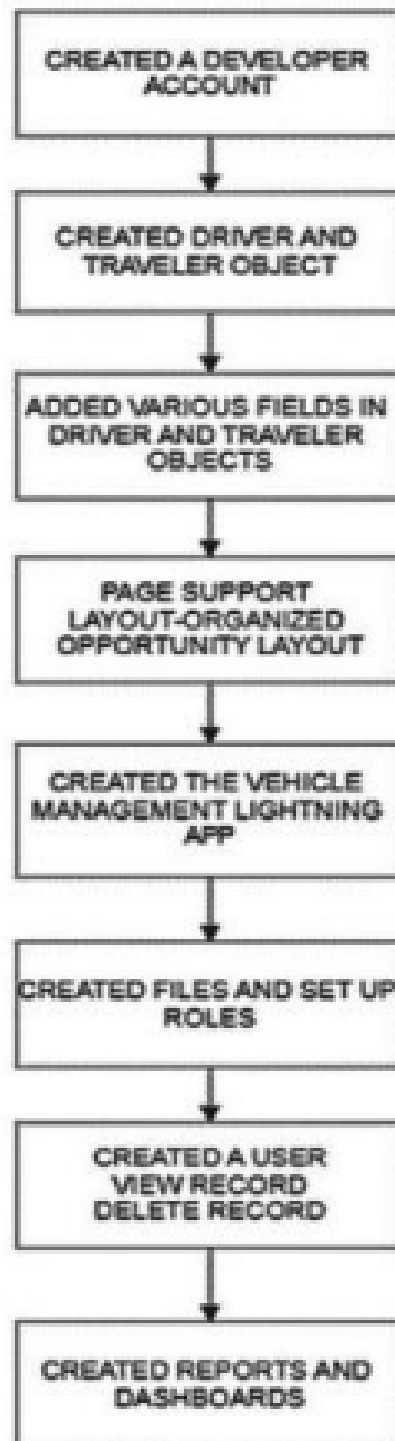 CREATED A DEVELOPER
ACCOUNT
CREATED DRIVER AND
TRAVELER OBJECT
ADDED VARIOUS FIELDS IN
DRIVER AND TRAVELER
OBJECTS
PAGE SUPPORT
LAYOUT-ORGANIZED
OPPORTUNITY LAYOUT
CREATED THE VEHICLE
MANAGEMENT LIGHTNING
APP
CREATED FILES AND SET UP
ROLES
CREATED A USER
VIEW RECORD
DELETE RECORD
CREATED REPORTS AND
DASHBOARDS